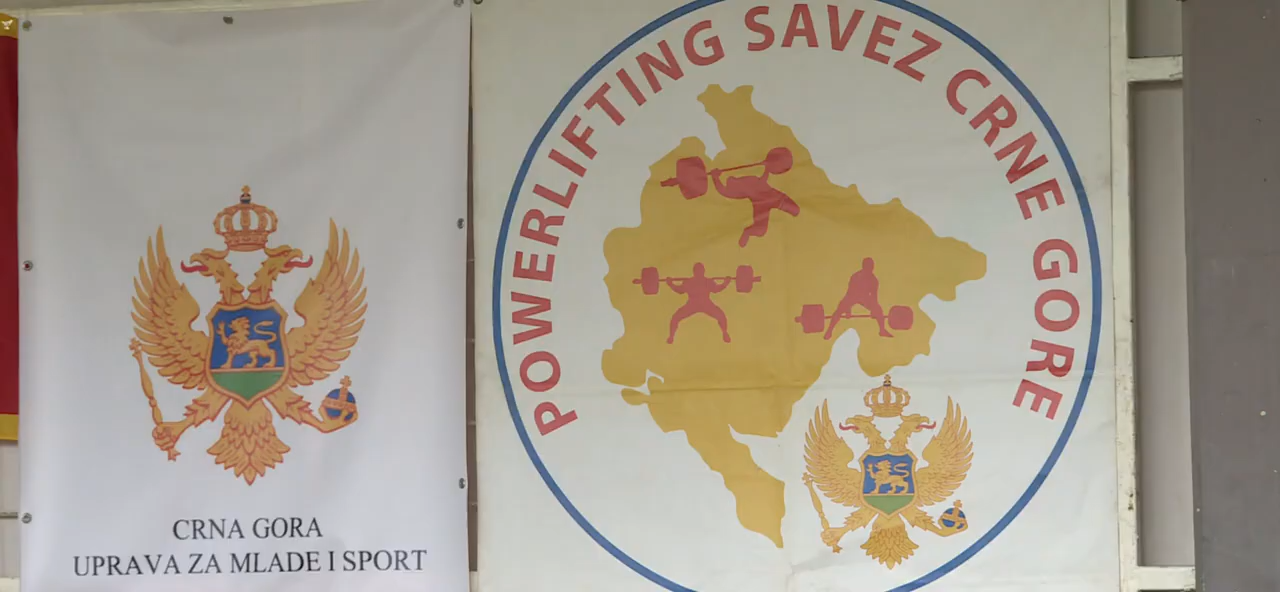 CRNA GORA
UPRAVA ZA MLADE I SPORT
POWERLIFTING SAVEZ CRNE GORE